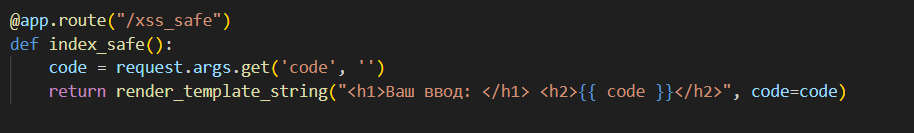 @app.route("/xss_safe")
def index_safe():
    code = request.args.get('code', '')
    return render_template_string("<h1>Ваш ввод: </h1> <h2>{{ code }}</h2>", code=code)